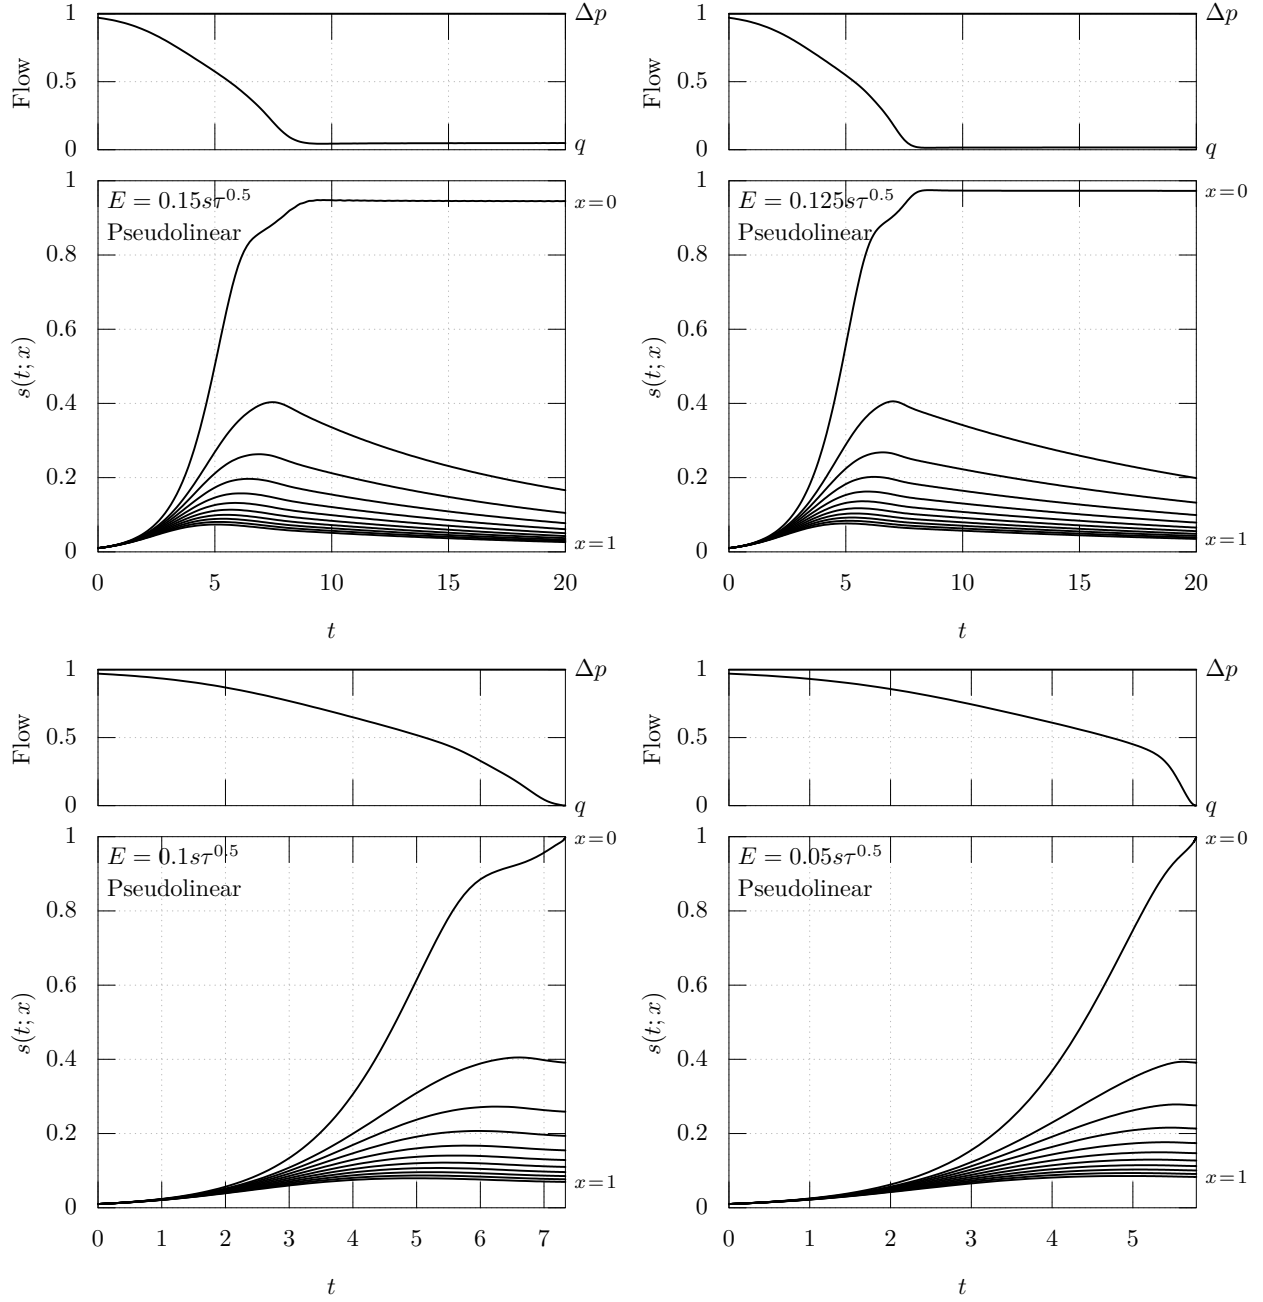 1
0.5
0
Flow
Δp
q
1
0.8
0.6
0.4
0.2
0
s(t; x)
E = 0.15sτ^0.5
Pseudolinear
x=0
x=1
0 5 10 15 20
t
1
0.5
0
Flow
Δp
q
1
0.8
0.6
0.4
0.2
0
s(t; x)
E = 0.125sτ^0.5
Pseudolinear
x=0
x=1
0 5 10 15 20
t
1
0.5
0
Flow
Δp
q
1
0.8
0.6
0.4
0.2
0
s(t; x)
E = 0.1sτ^0.5
Pseudolinear
x=0
x=1
0 1 2 3 4 5 6 7
t
1
0.5
0
Flow
Δp
q
1
0.8
0.6
0.4
0.2
0
s(t; x)
E = 0.05sτ^0.5
Pseudolinear
x=0
x=1
0 1 2 3 4 5
t